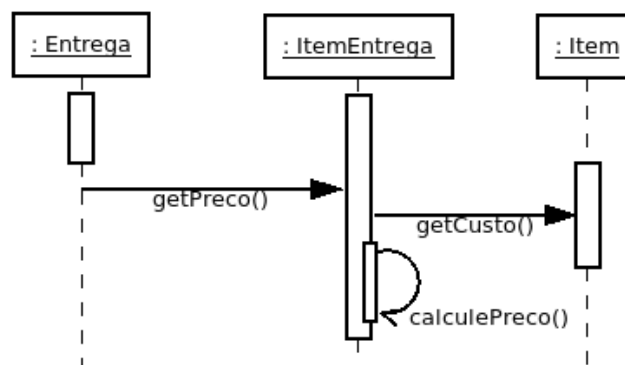 : Entrega
: ItemEntrega
: Item
getPreco()
getCusto()
calculePreco()